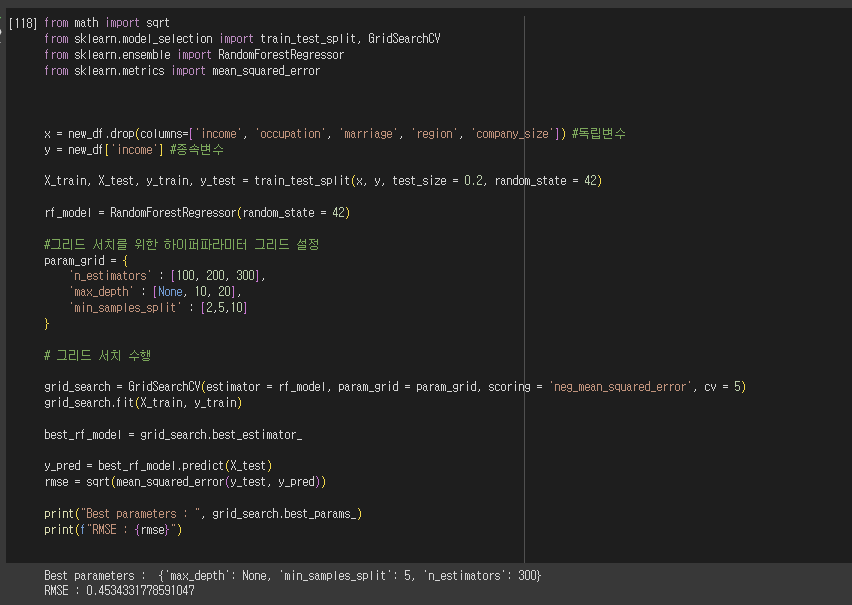 [118] from math import sqrt
from sklearn.model_selection import train_test_split, GridSearchCV
from sklearn.ensemble import RandomForestRegressor
from sklearn.metrics import mean_squared_error
x = new_df.drop(columns=['income', 'occupation', 'marriage', 'region', 'company_size']) #독립변수
y = new_df['income'] #종속변수
X_train, X_test, y_train, y_test = train_test_split(x, y, test_size = 0.2, random_state = 42)
rf_model = RandomForestRegressor(random_state = 42)
#그리드 서치를 위한 하이퍼파라미터 그리드 설정
param_grid = {
'n_estimators' : [100, 200, 300],
'max_depth' : [None, 10, 20],
'min_samples_split' : [2,5,10]
}
# 그리드 서치 수행
grid_search = GridSearchCV(estimator = rf_model, param_grid = param_grid, scoring = 'neg_mean_squared_error', cv = 5)
grid_search.fit(X_train, y_train)
best_rf_model = grid_search.best_estimator_
y_pred = best_rf_model.predict(X_test)
rmse = sqrt(mean_squared_error(y_test, y_pred))
print("Best parameters : ", grid_search.best_params_)
print(f"RMSE : {rmse}")
Best parameters :  {'max_depth': None, 'min_samples_split': 5, 'n_estimators': 300}
RMSE : 0.4534331778591047